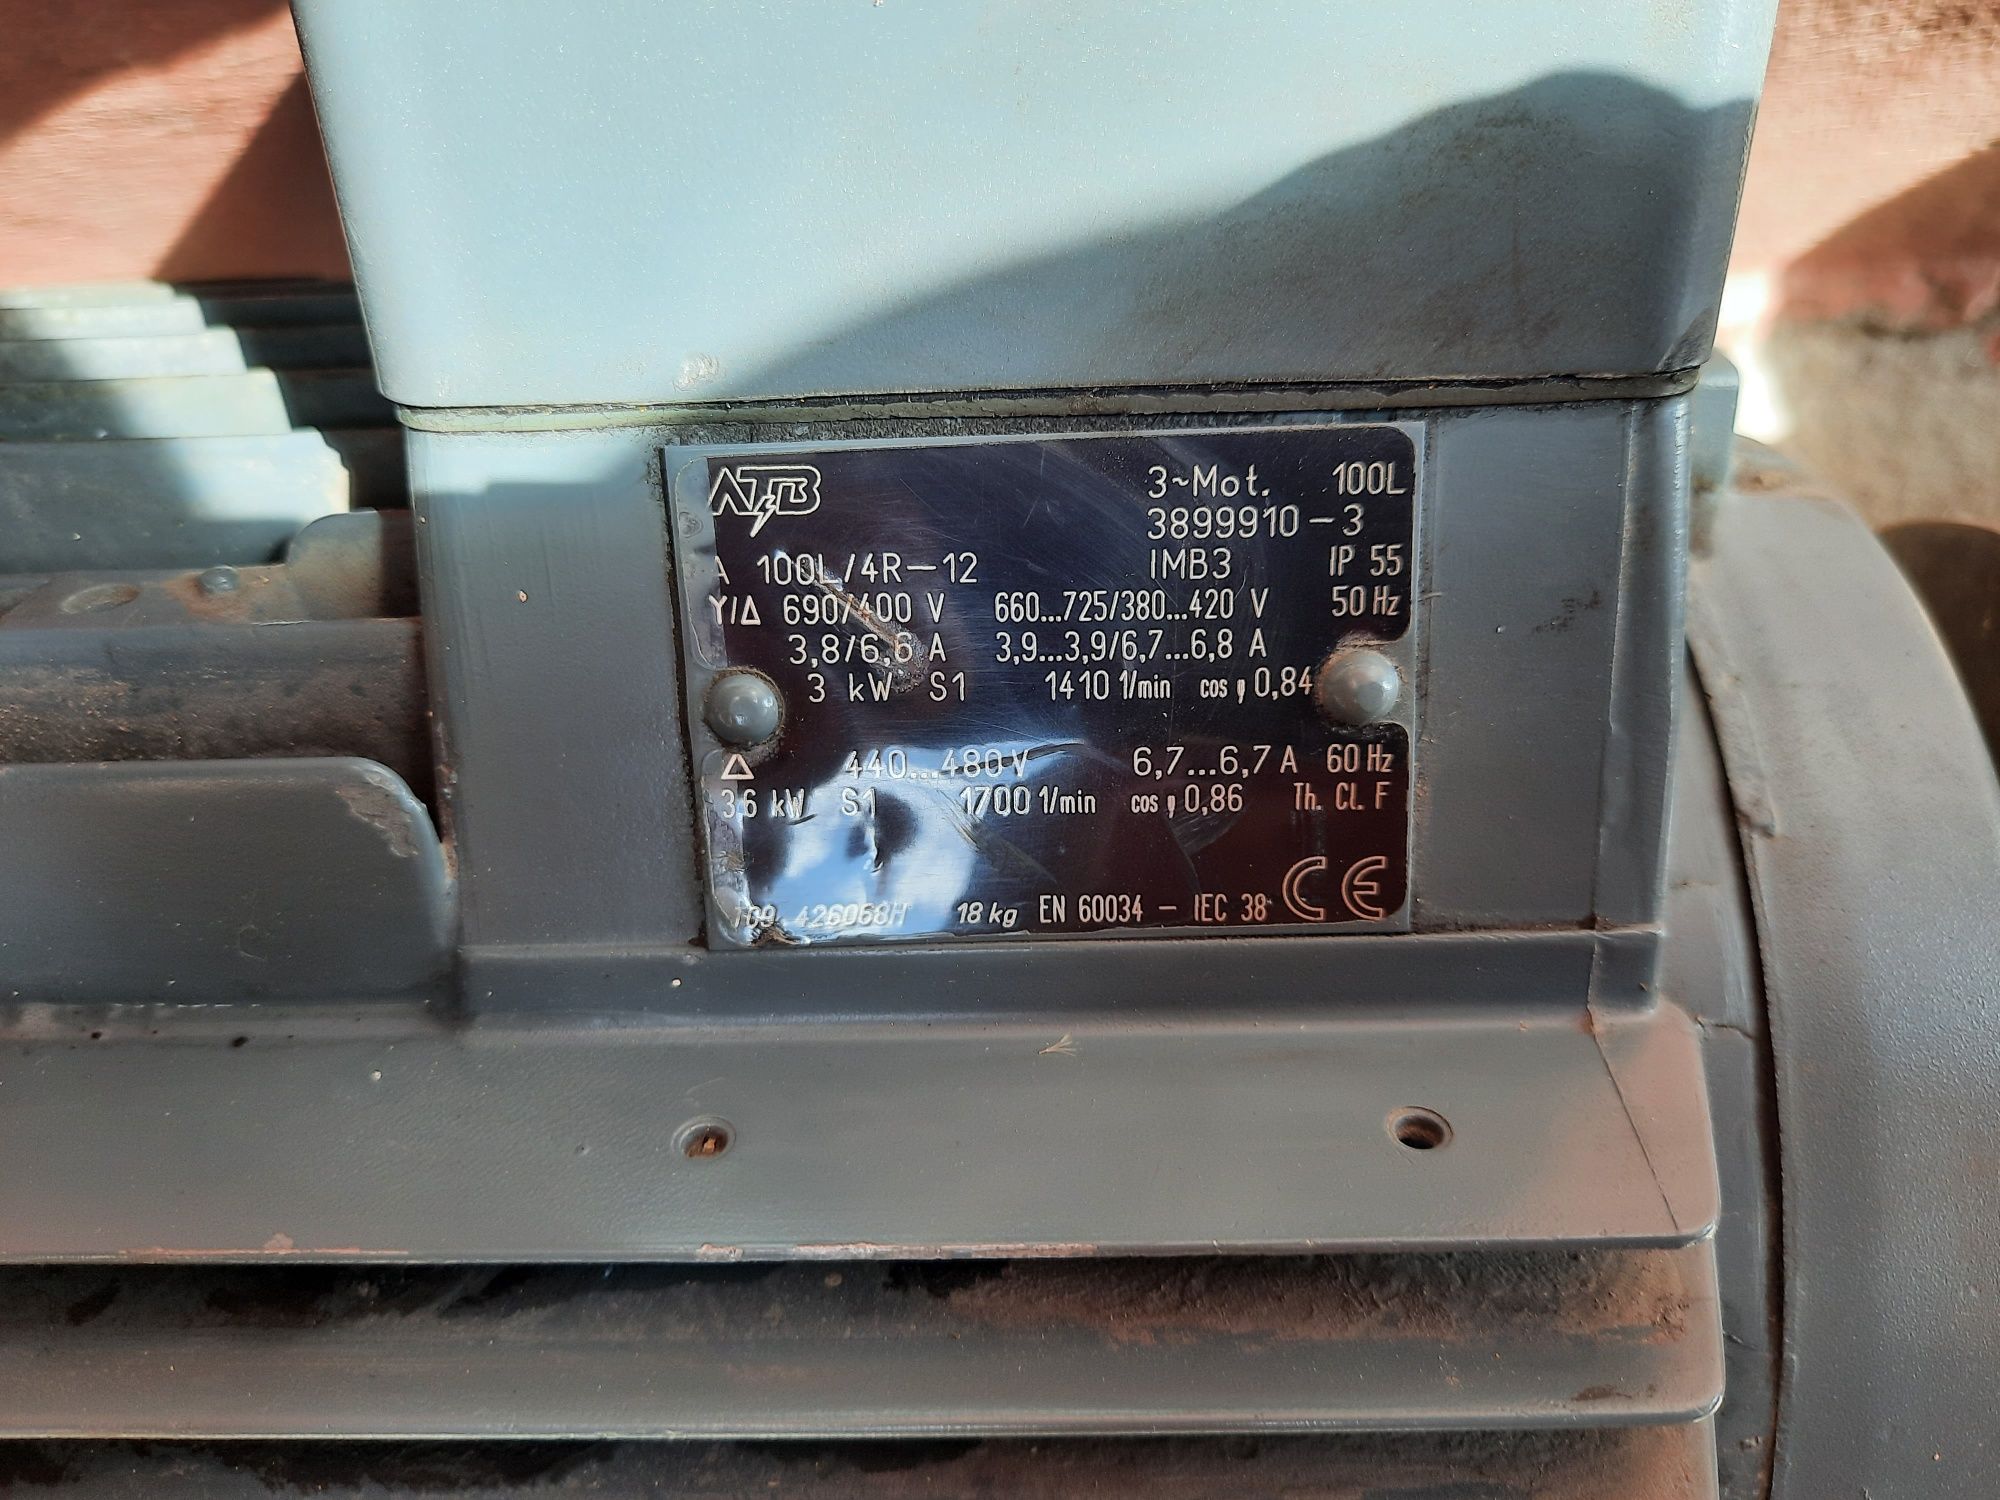 ATB 3~Mot. 100L
3899910-3
A 100L/4R-12 IMB3 IP 55
Y/Δ 690/400 V 660...725/380...420 V 50 Hz
3,8/6,6 A 3,9...3,9/6,7...6,8 A
3 kW S1 1410 1/min cos φ 0,84
Δ 440...480 V 6,7...6,7 A 60 Hz
3,6 kW S1 1700 1/min cos φ 0,86 Th. Cl. F
426068H 18 kg EN 60034 - IEC 38 CE